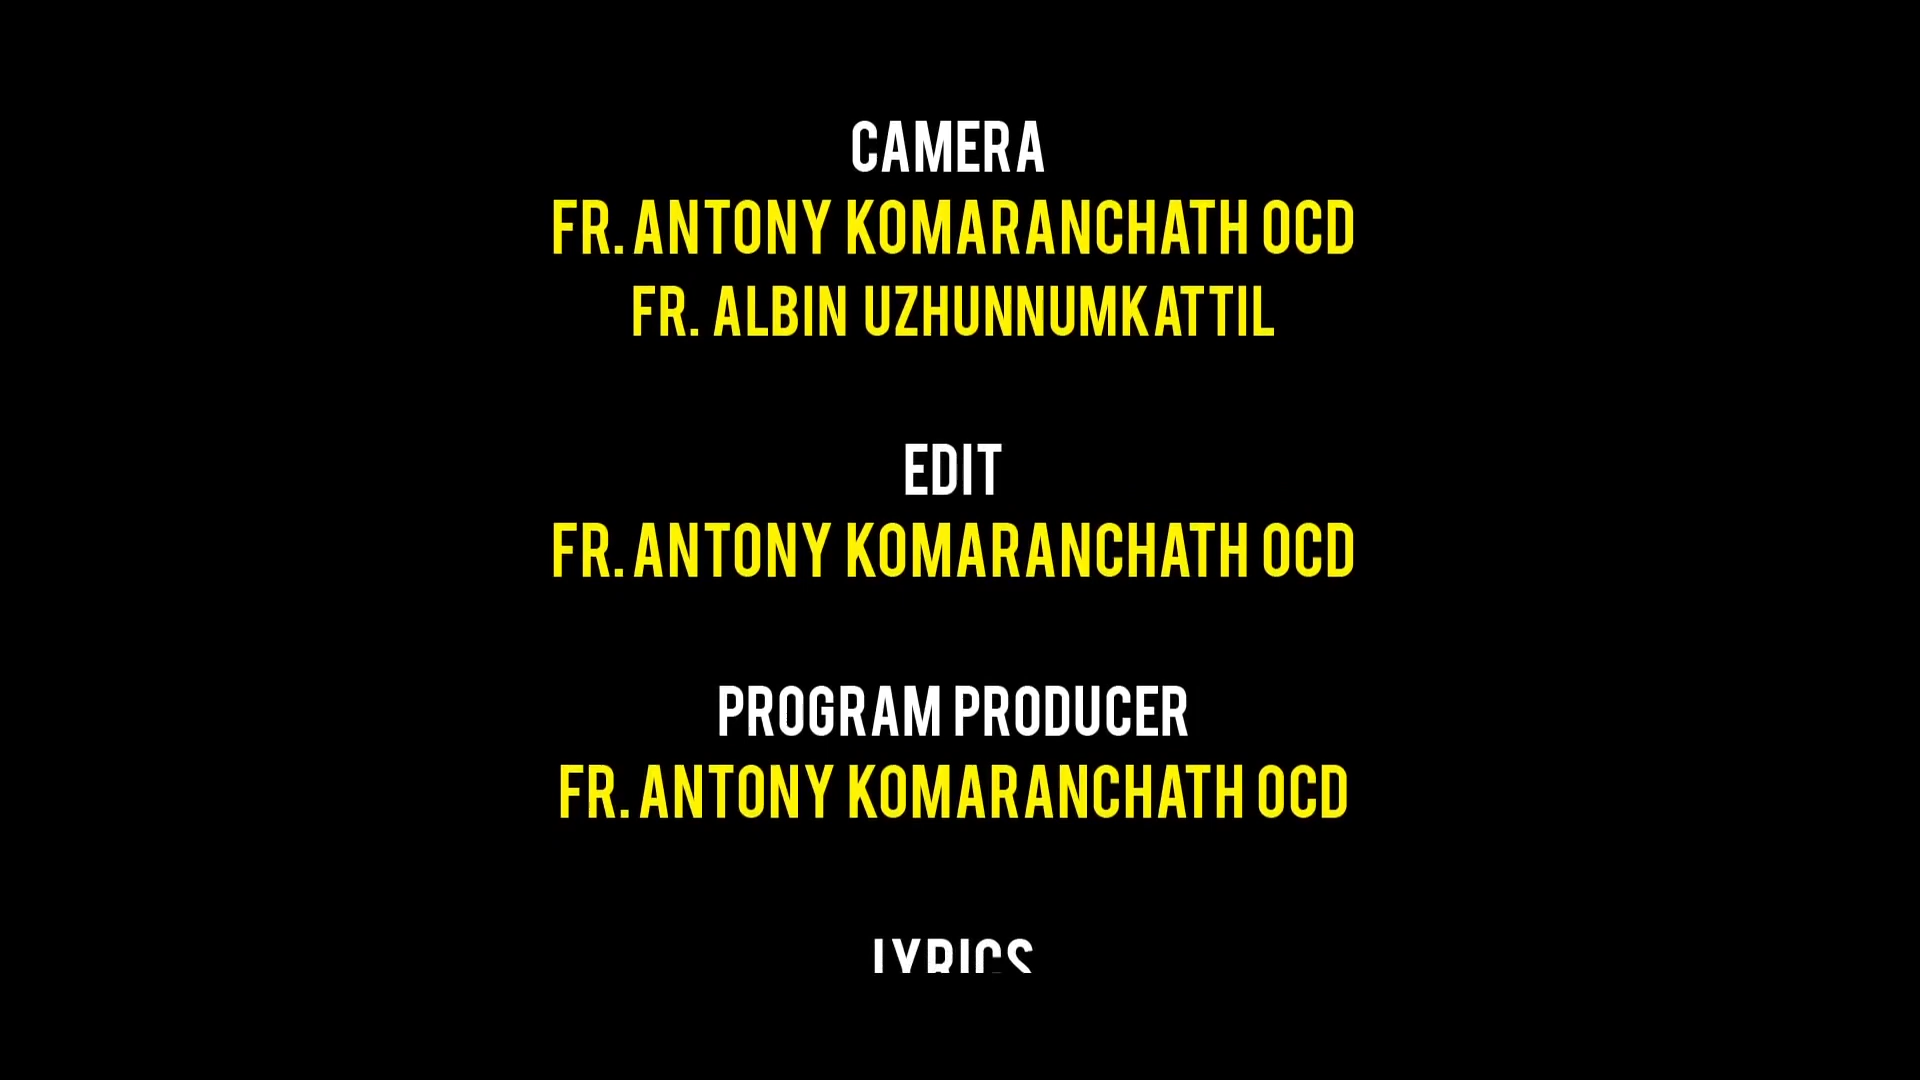 CAMERA
FR. ANTONY KOMARANCHATH OCD
FR. ALBIN UZHUNNUMKATTIL
EDIT
FR. ANTONY KOMARANCHATH OCD
PROGRAM PRODUCER
FR. ANTONY KOMARANCHATH OCD
LYRICS